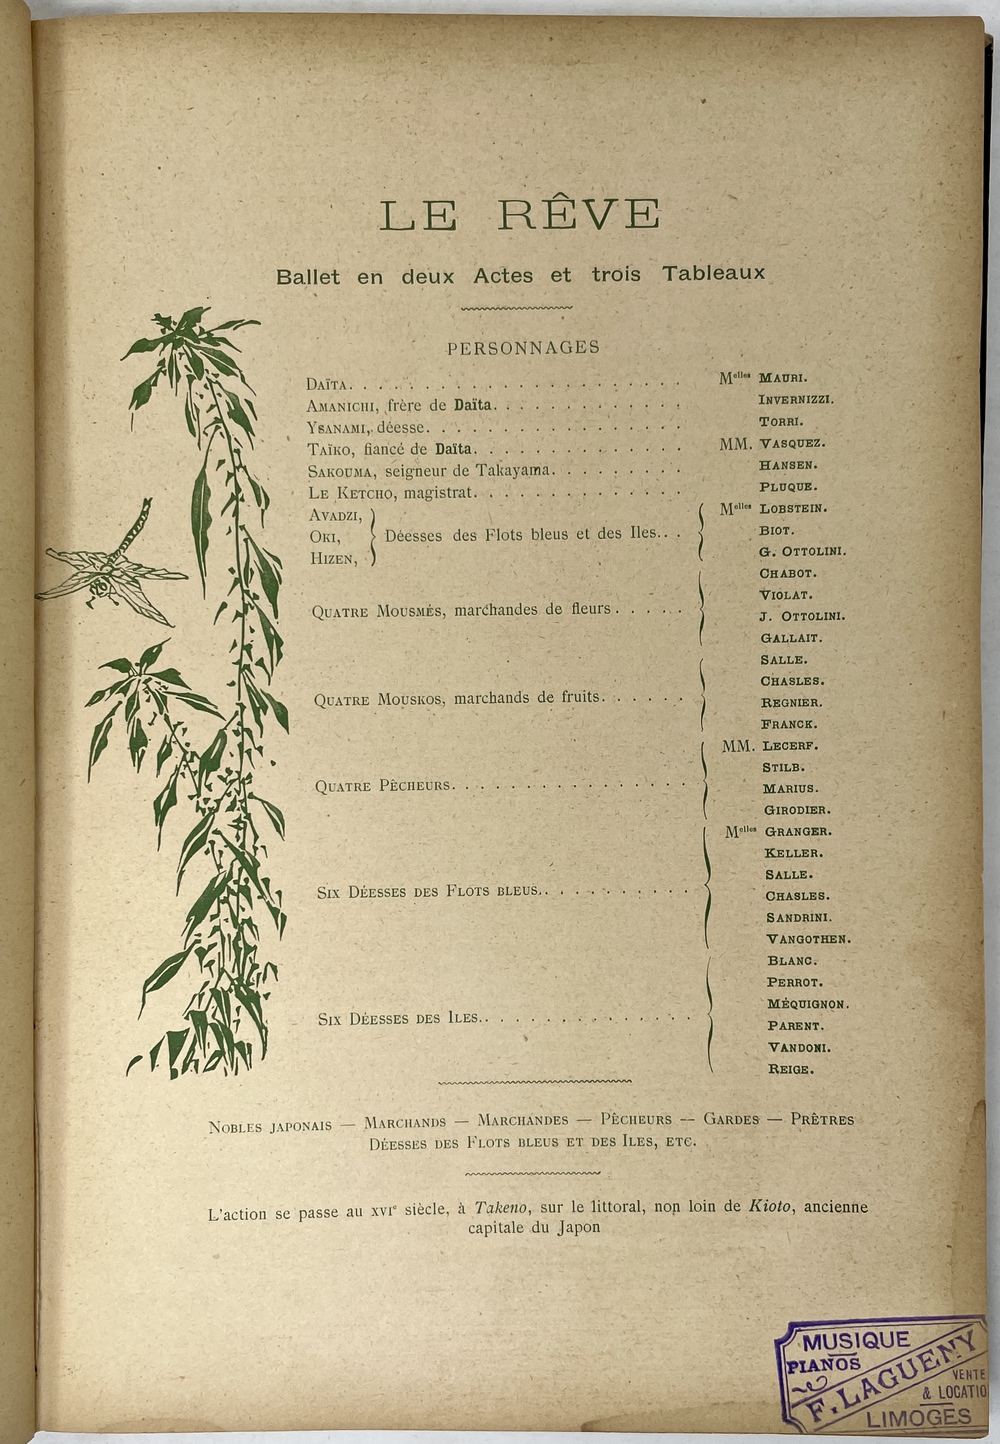 LE RÊVE
Ballet en deux Actes et trois Tableaux
PERSONNAGES
DAÏTA. . . . . . . . . . . . . . . . . . . . . . . Melles MAURI.
AMANICHI, frère de Daïta. . . . . . . . . . . . . INVERNIZZI.
YSANAMI, déesse. . . . . . . . . . . . . . . . . . TORRI.
TAÏKO, fiancé de Daïta. . . . . . . . . . . . . . . MM. VASQUEZ.
SAKOUMA, seigneur de Takayama. . . . . . . . . HANSEN.
LE KETCHO, magistrat. . . . . . . . . . . . . . . PLUQUE.
AVADZI,
OKI,
HIZEN,
Déesses des Flots bleus et des Iles.. .
Melles LOBSTEIN.
BIOT.
G. OTTOLINI.
QUATRE MOUSMÉS, marchandes de fleurs . . . . .
CHABOT.
VIOLAT.
J. OTTOLINI.
GALLAIT.
QUATRE MOUSKOS, marchands de fruits. . . . . .
SALLE.
CHASLES.
REGNIER.
FRANCK.
QUATRE PÊCHEURS. . . . . . . . . . . . . . . .
MM. LECERF.
STILB.
MARIUS.
GIRODIER.
SIX DÉESSES DES FLOTS BLEUS.. . . . . . . . . .
Melles GRANGER.
KELLER.
SALLE.
CHASLES.
SANDRINI.
VANGOTHEN.
SIX DÉESSES DES ILES.. . . . . . . . . . . . . .
BLANC.
PERROT.
MÉQUIGNON.
PARENT.
VANDONI.
REIGE.
NOBLES JAPONAIS — MARCHANDS — MARCHANDES — PÊCHEURS — GARDES — PRÊTRES
DÉESSES DES FLOTS BLEUS ET DES ILES, ETC.
L'action se passe au XVIe siècle, à Takeno, sur le littoral, non loin de Kioto, ancienne
capitale du Japon
MUSIQUE
PIANOS
F. LAGUENY
VENTE
& LOCATIO
LIMOGES